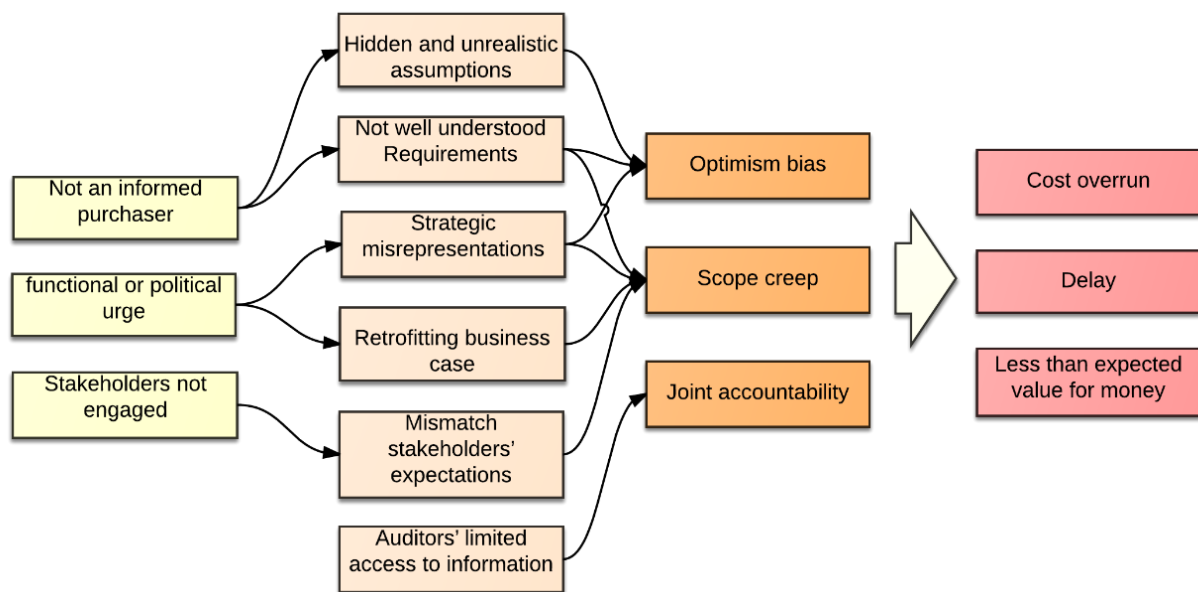 Not an informed
purchaser
functional or political
urge
Stakeholders not
engaged
Hidden and unrealistic
assumptions
Not well understood
Requirements
Strategic
misrepresentations
Retrofitting business
case
Mismatch
stakeholders’
expectations
Auditors’ limited
access to information
Optimism bias
Scope creep
Joint accountability
Cost overrun
Delay
Less than expected
value for money